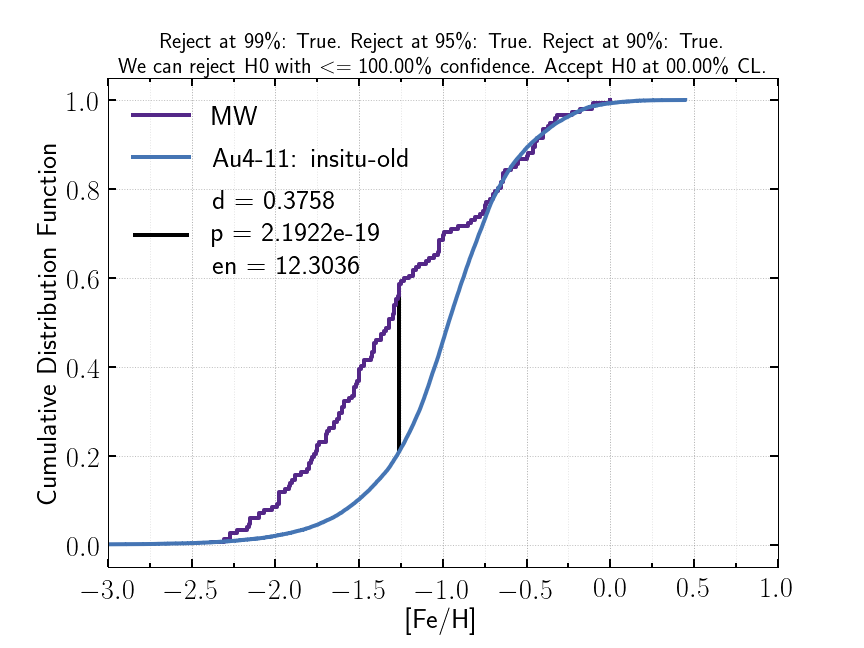 Reject at 99%: True. Reject at 95%: True. Reject at 90%: True.
We can reject H0 with <= 100.00% confidence. Accept H0 at 00.00% CL.
MW
Au4-11: insitu-old
d = 0.3758
p = 2.1922e-19
en = 12.3036
Cumulative Distribution Function
1.0
0.8
0.6
0.4
0.2
0.0
−3.0 −2.5 −2.0 −1.5 −1.0 −0.5 0.0 0.5 1.0
[Fe/H]